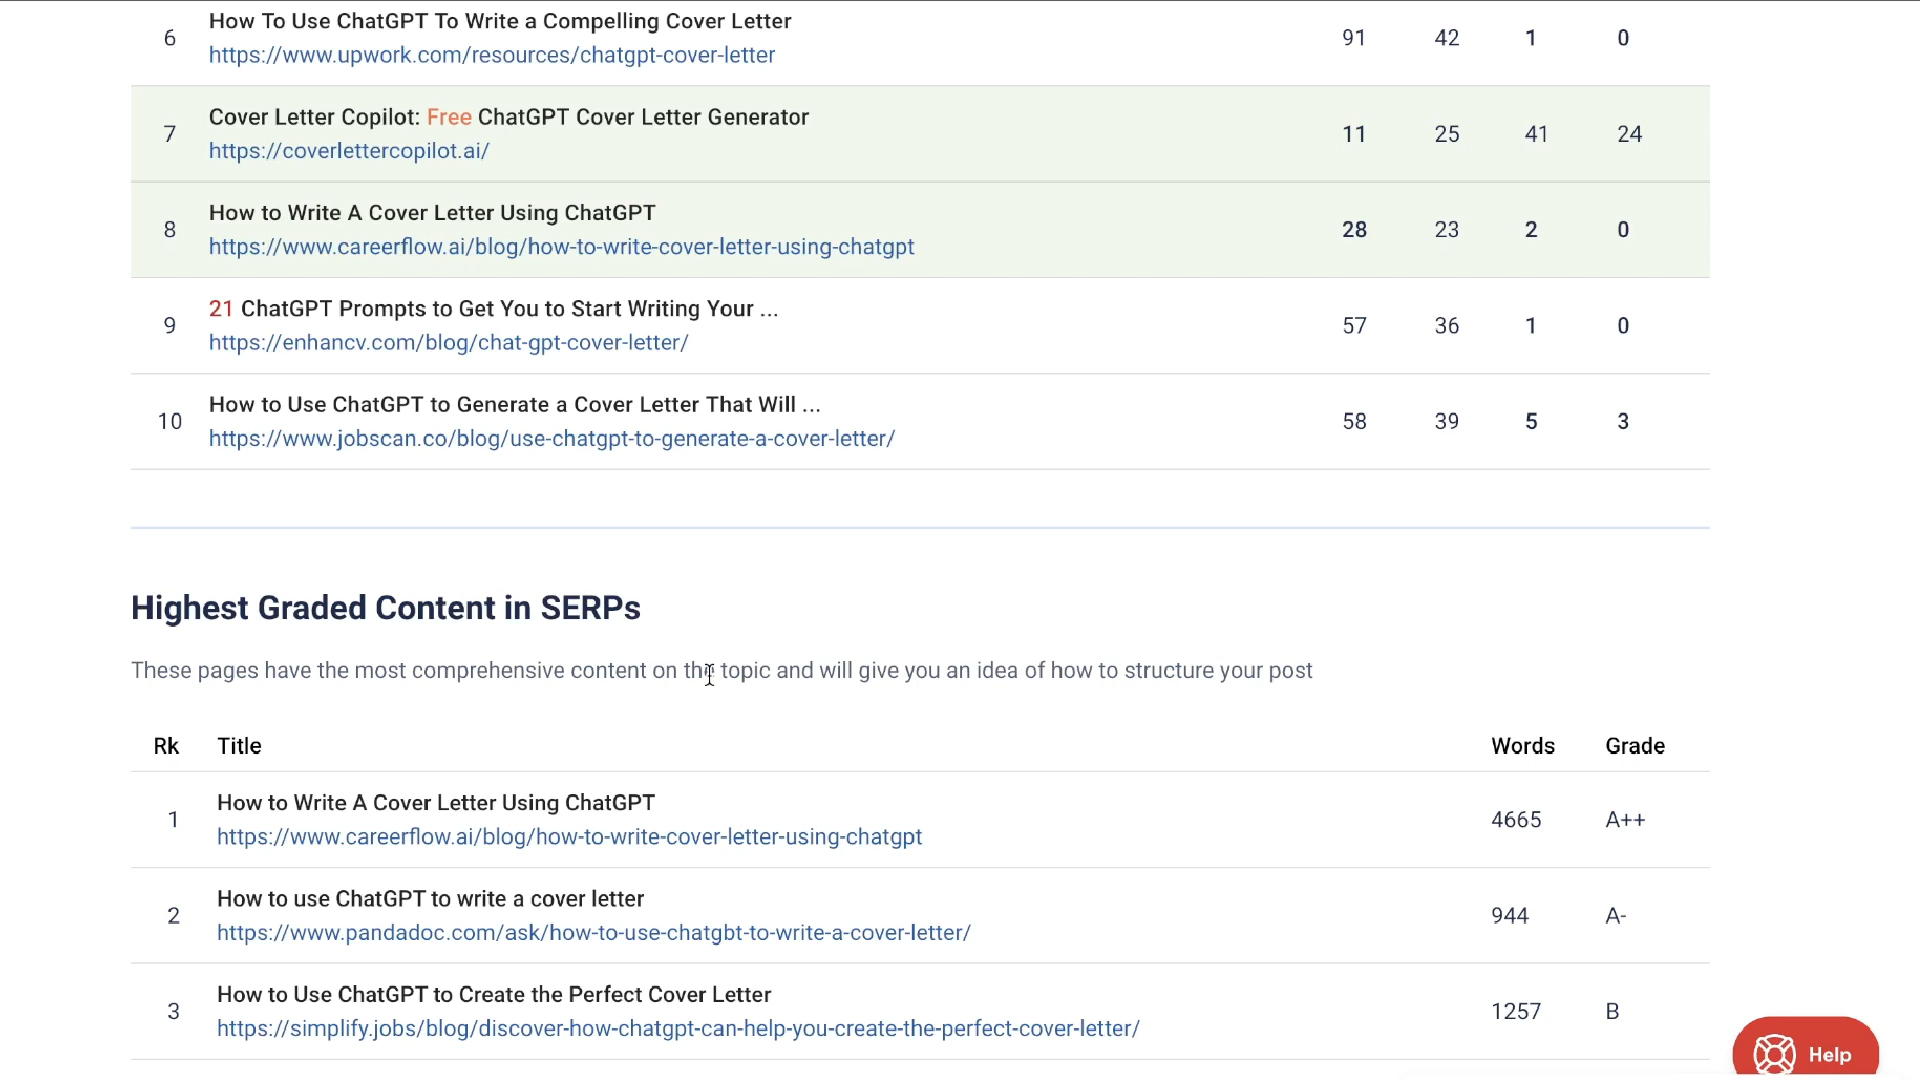 6
How To Use ChatGPT To Write a Compelling Cover Letter
https://www.upwork.com/resources/chatgpt-cover-letter
91 42 1 0
7
Cover Letter Copilot: Free ChatGPT Cover Letter Generator
https://coverlettercopilot.ai/
11 25 41 24
8
How to Write A Cover Letter Using ChatGPT
https://www.careerflow.ai/blog/how-to-write-cover-letter-using-chatgpt
28 23 2 0
9
21 ChatGPT Prompts to Get You to Start Writing Your ...
https://enhancv.com/blog/chat-gpt-cover-letter/
57 36 1 0
10
How to Use ChatGPT to Generate a Cover Letter That Will ...
https://www.jobscan.co/blog/use-chatgpt-to-generate-a-cover-letter/
58 39 5 3
Highest Graded Content in SERPs
These pages have the most comprehensive content on the topic and will give you an idea of how to structure your post
Rk Title Words Grade
1
How to Write A Cover Letter Using ChatGPT
https://www.careerflow.ai/blog/how-to-write-cover-letter-using-chatgpt
4665 A++
2
How to use ChatGPT to write a cover letter
https://www.pandadoc.com/ask/how-to-use-chatgbt-to-write-a-cover-letter/
944 A-
3
How to Use ChatGPT to Create the Perfect Cover Letter
https://simplify.jobs/blog/discover-how-chatgpt-can-help-you-create-the-perfect-cover-letter/
1257 B
Help